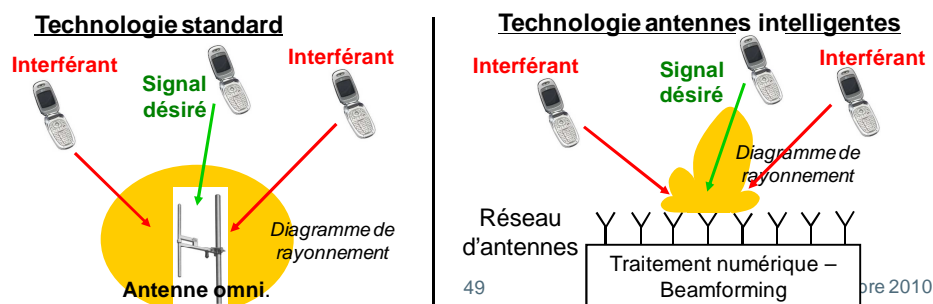 Technologie standard
Interférant
Signal
désiré
Interférant
Diagramme de
rayonnement
Antenne omni.
Technologie antennes intelligentes
Interférant
Signal
désiré
Interférant
Diagramme de
rayonnement
Réseau
d'antennes
Traitement numérique –
Beamforming
49
bre 2010